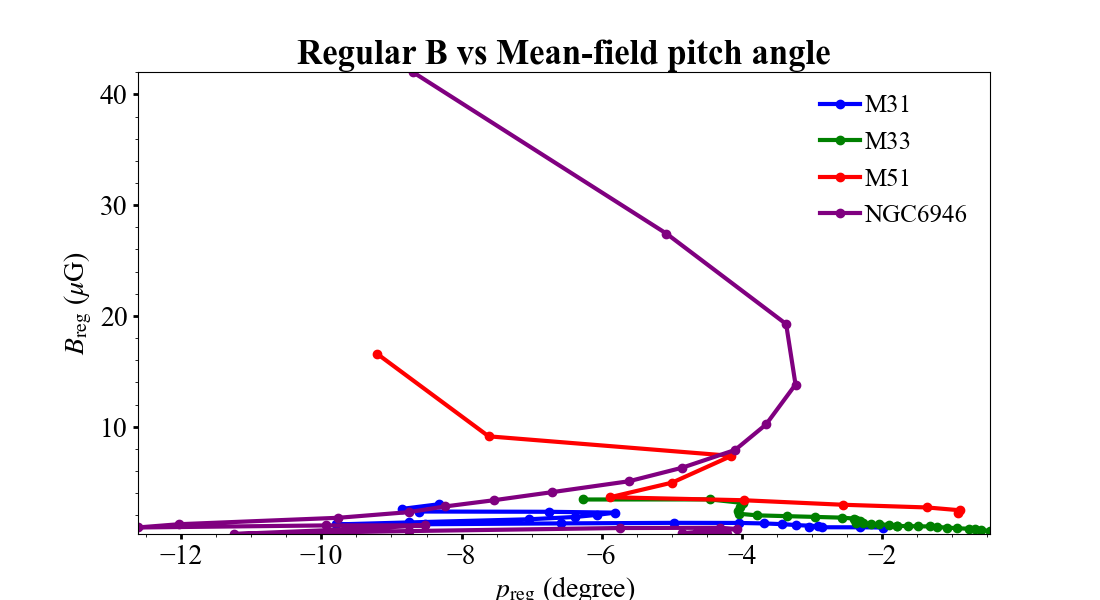 Regular B vs Mean-field pitch angle
40
30
20
10
B_reg (μG)
M31
M33
M51
NGC6946
−12
−10
−8
−6
−4
−2
p_reg (degree)